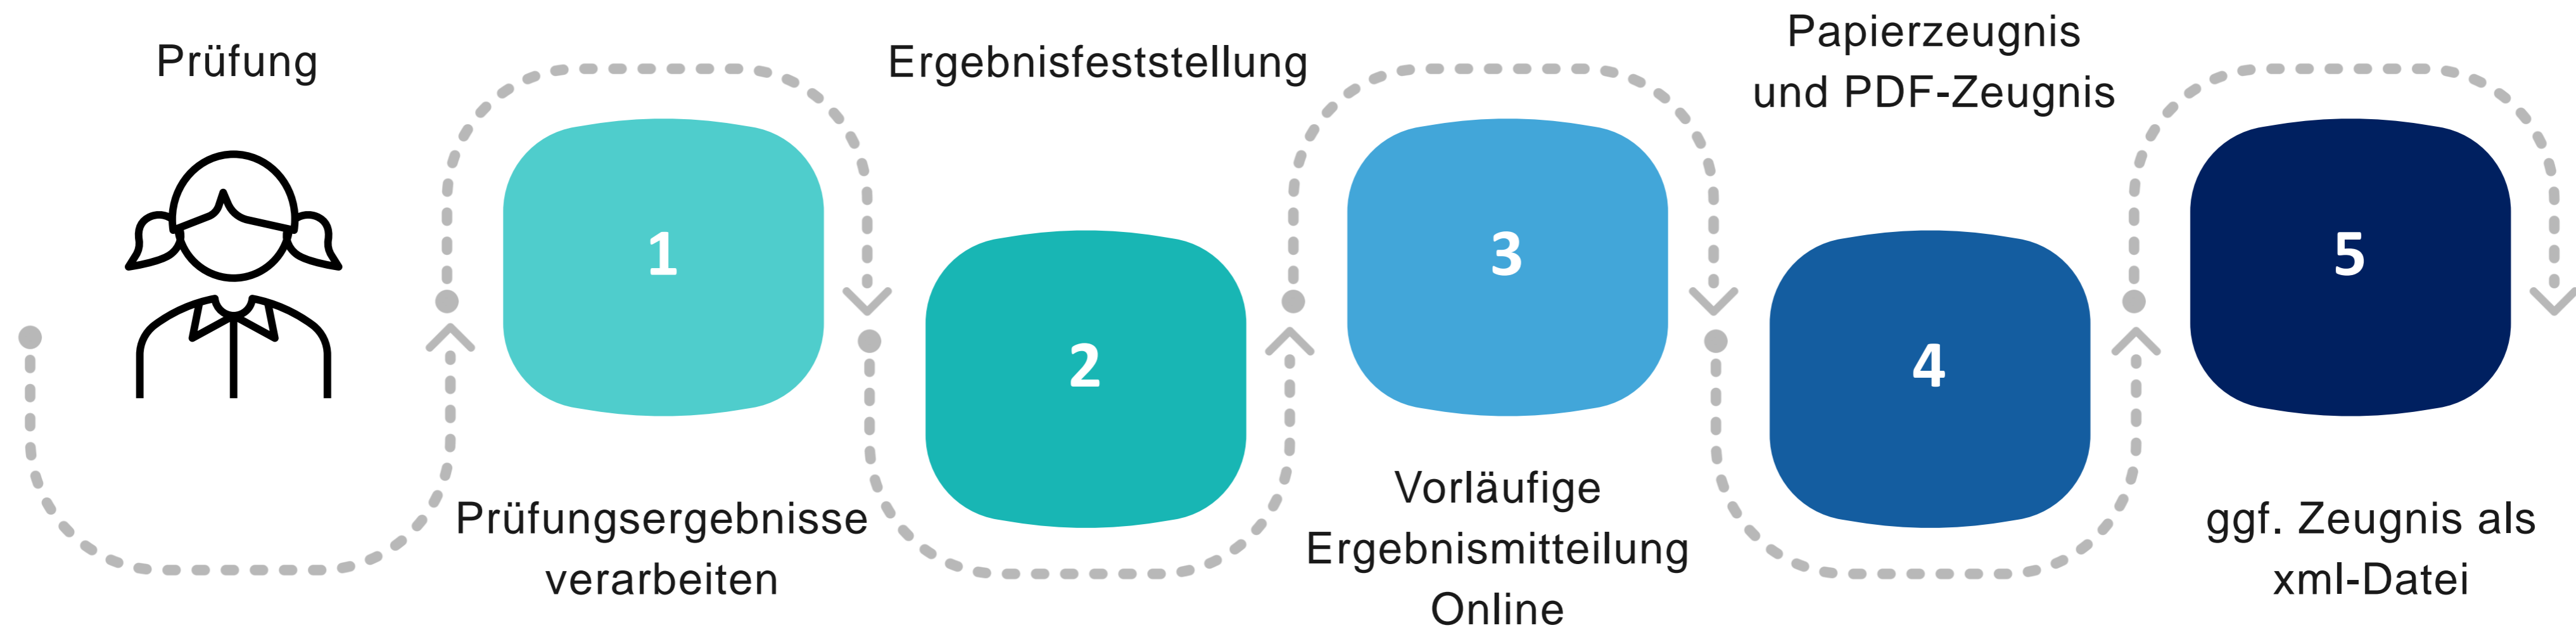 Prüfung
1
Prüfungsergebnisse
verarbeiten
Ergebnisfeststellung
2
3
Vorläufige
Ergebnismitteilung
Online
Papierzeugnis
und PDF-Zeugnis
4
5
ggf. Zeugnis als
xml-Datei